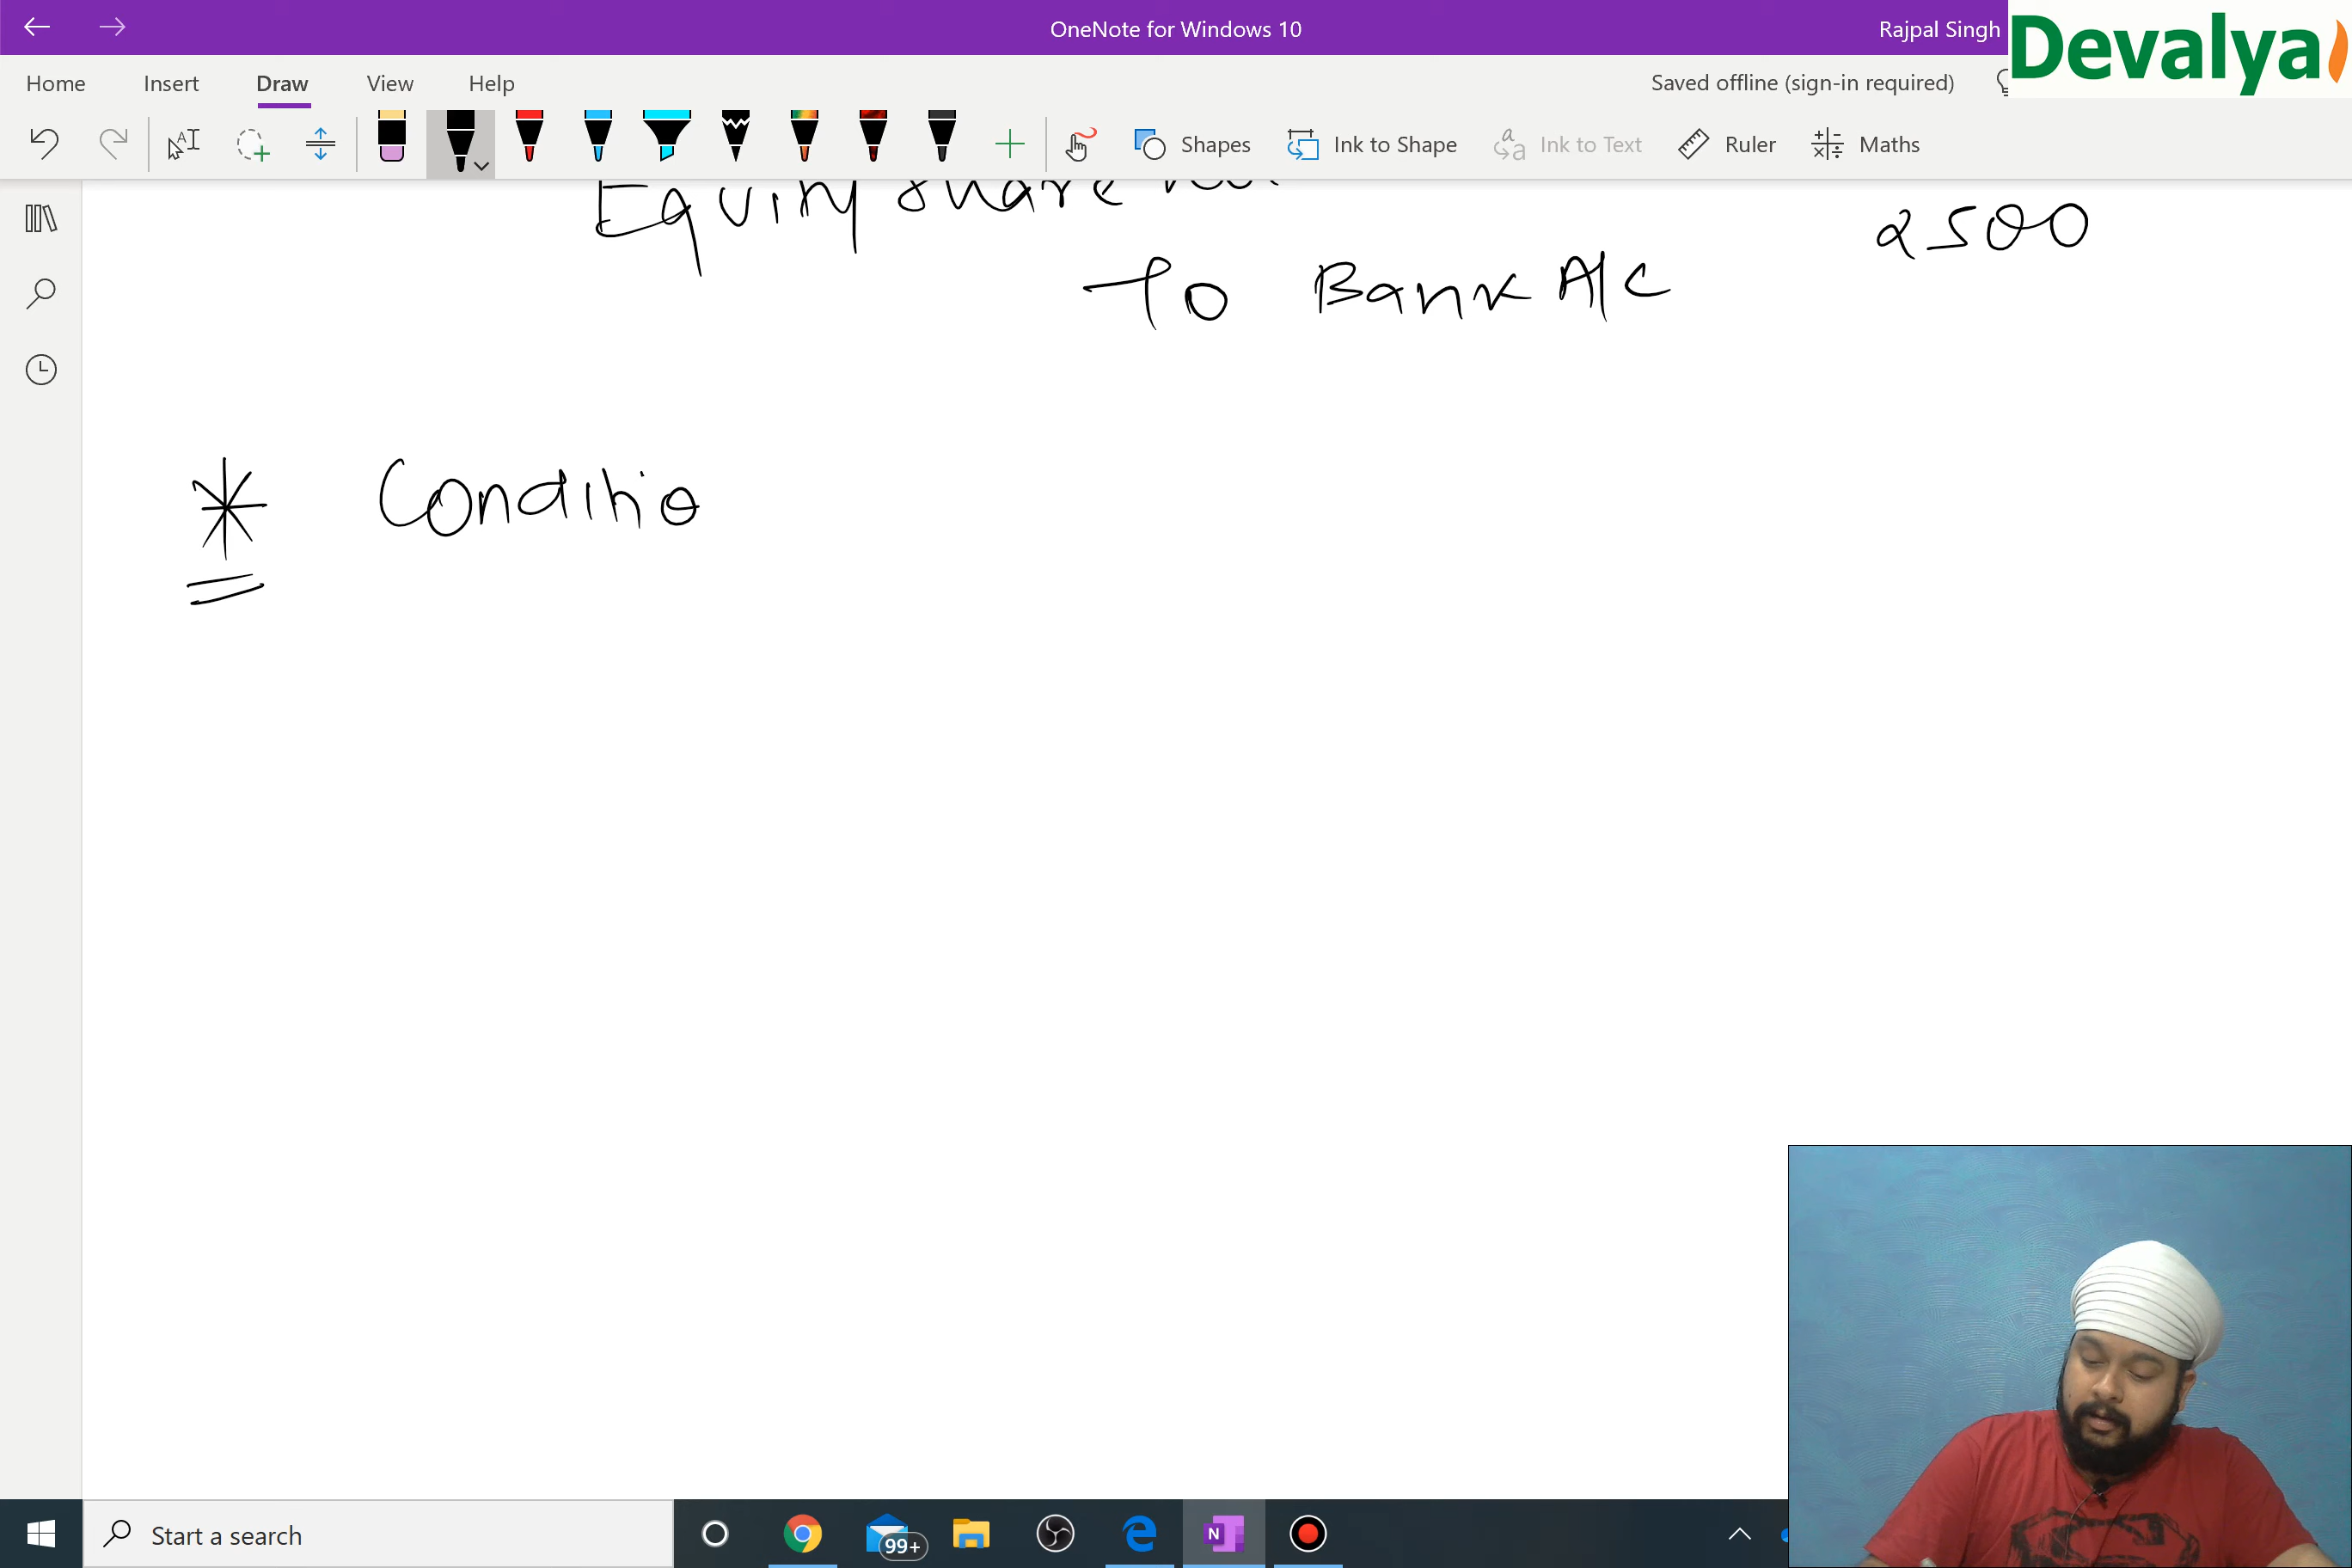 OneNote for Windows 10
Rajpal Singh
Devalya
Home Insert Draw View Help
Saved offline (sign-in required)
Shapes Ink to Shape Ink to Text Ruler Maths
Equity share
2500
To Bank A/C
* Conditio
Start a search
99+